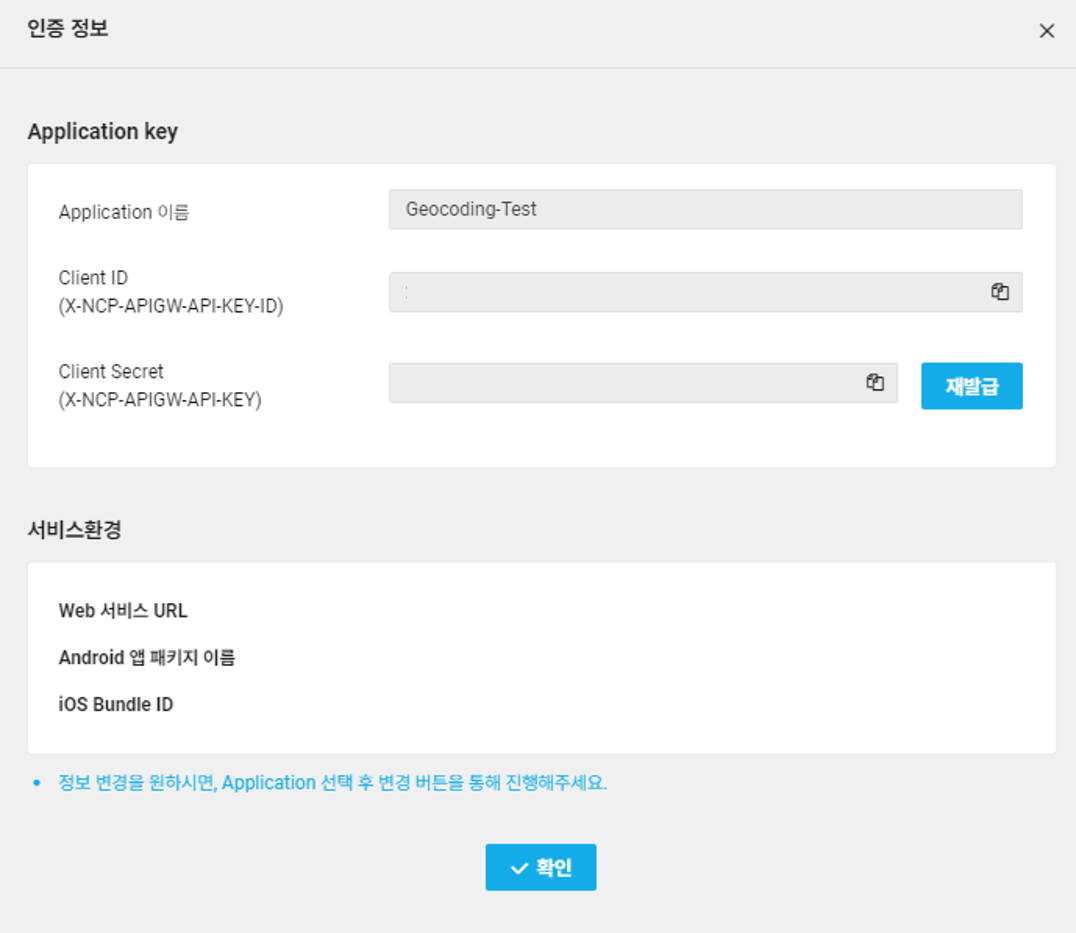 인증 정보
Application key
Application 이름
Geocoding-Test
Client ID
(X-NCP-APIGW-API-KEY-ID)
Client Secret
(X-NCP-APIGW-API-KEY)
재발급
서비스환경
Web 서비스 URL
Android 앱 패키지 이름
iOS Bundle ID
• 정보 변경을 원하시면, Application 선택 후 변경 버튼을 통해 진행해주세요.
확인